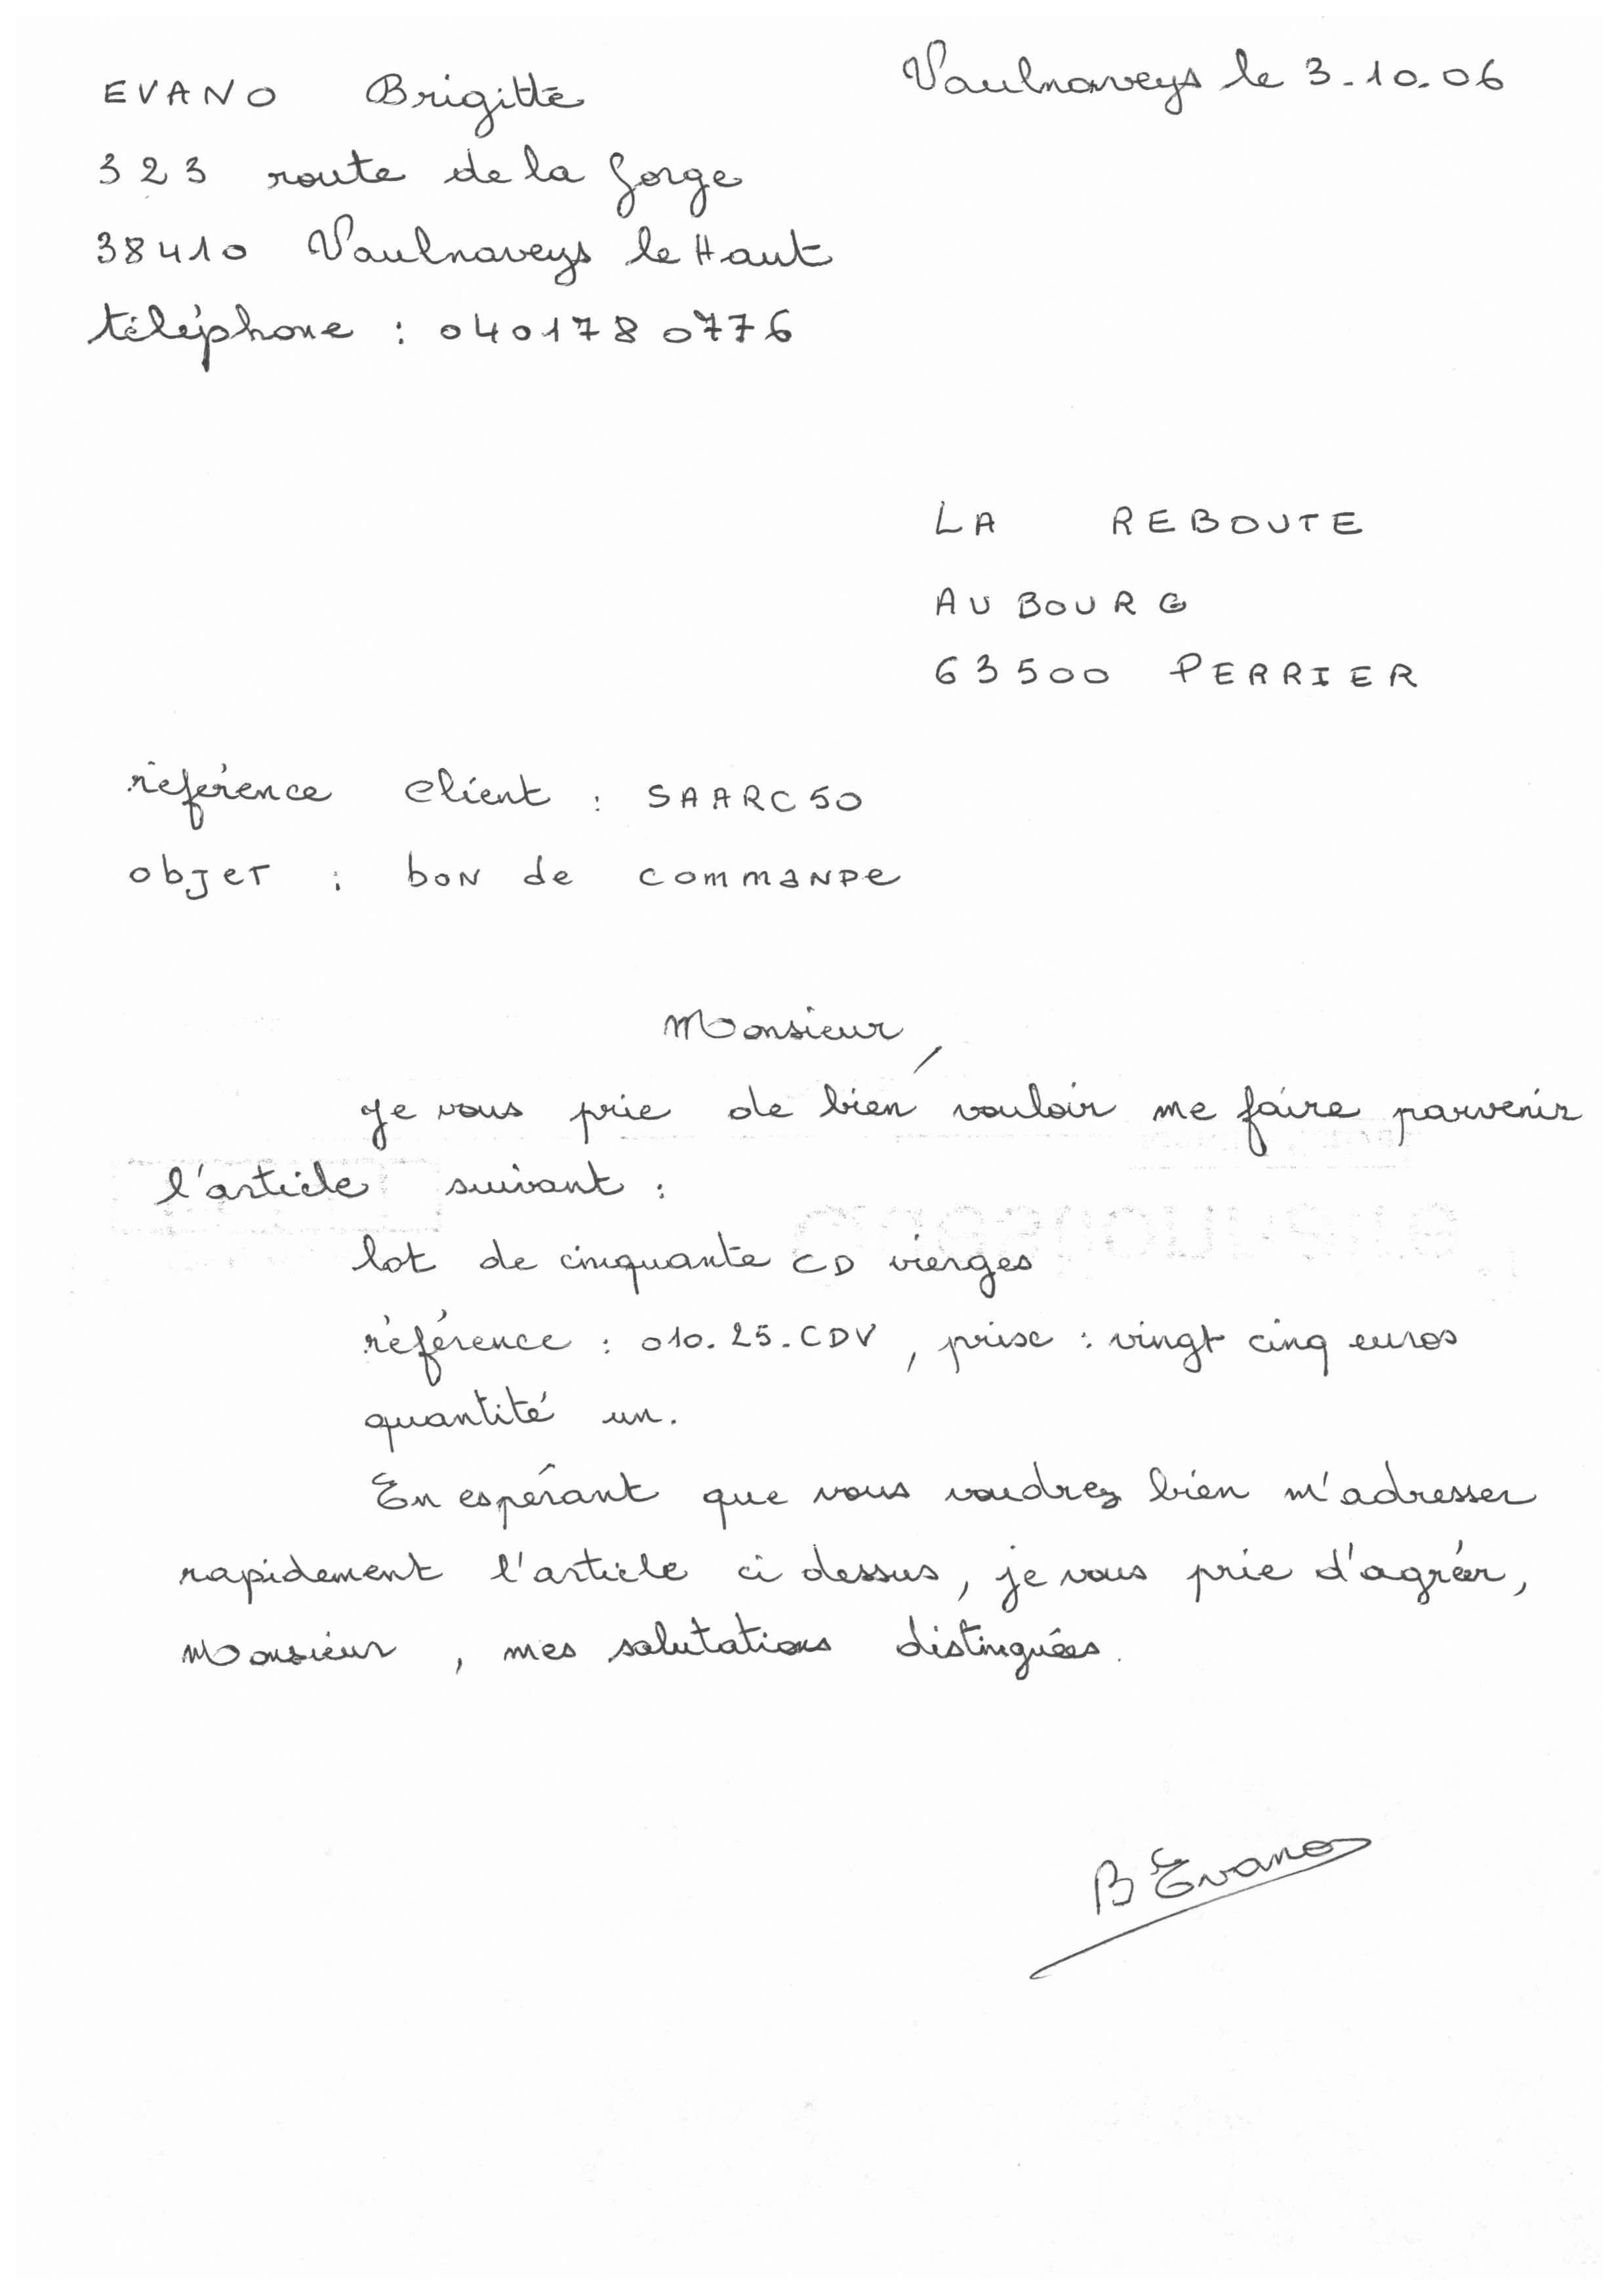 EVANO Brigitte
Vaulnaveys le 3.10.06
323 route de la Gorge
38410 Vaulnaveys le Haut
téléphone : 0401780776
LA REBOUTE
AU BOURG
63500 PERRIER
référence client : SAARC50
objet : bon de commande
Monsieur,
je vous prie de bien vouloir me faire parvenir
l'article suivant :
lot de cinquante CD vierges
référence : 010.25.CDV, prix : vingt cinq euros
quantité un.
En espérant que vous voudrez bien m'adresser
rapidement l'article ci dessus, je vous prie d'agréer,
Monsieur, mes salutations distinguées.
B Evano